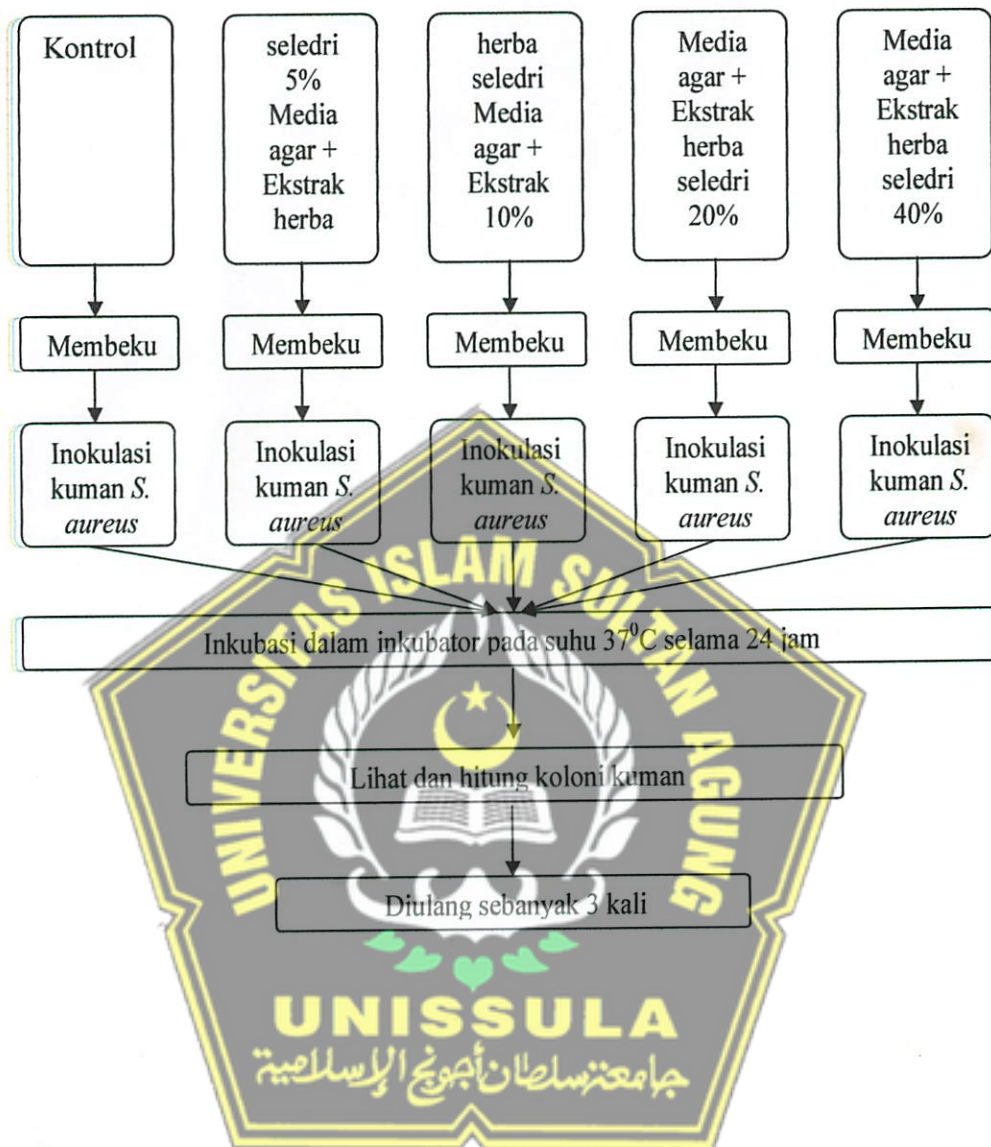 Kontrol
seledri
5%
Media
agar +
Ekstrak
herba
herba
seledri
Media
agar +
Ekstrak
10%
Media
agar +
Ekstrak
herba
seledri
20%
Media
agar +
Ekstrak
herba
seledri
40%
Membeku
Membeku
Membeku
Membeku
Membeku
Inokulasi
kuman S.
aureus
Inokulasi
kuman S.
aureus
Inokulasi
kuman S.
aureus
Inokulasi
kuman S.
aureus
Inokulasi
kuman S.
aureus
UNIVERSITAS ISLAM SULTAN AGUNG
Inkubasi dalam inkubator pada suhu 37⁰C selama 24 jam
Lihat dan hitung koloni kuman
Diulang sebanyak 3 kali
UNISSULA
جامعة سلطان أجونج الإسلامية